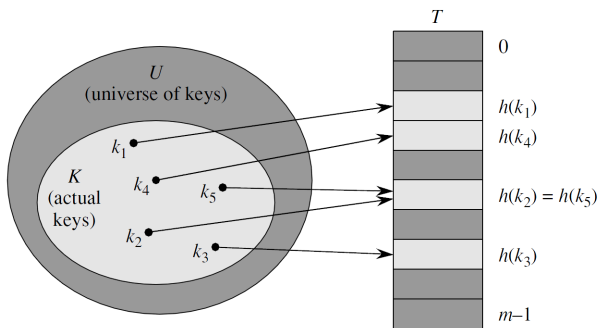 T
U
(universe of keys)
K
(actual
keys)
k1
k4
k5
k2
k3
0
h(k1)
h(k4)
h(k2) = h(k5)
h(k3)
m–1